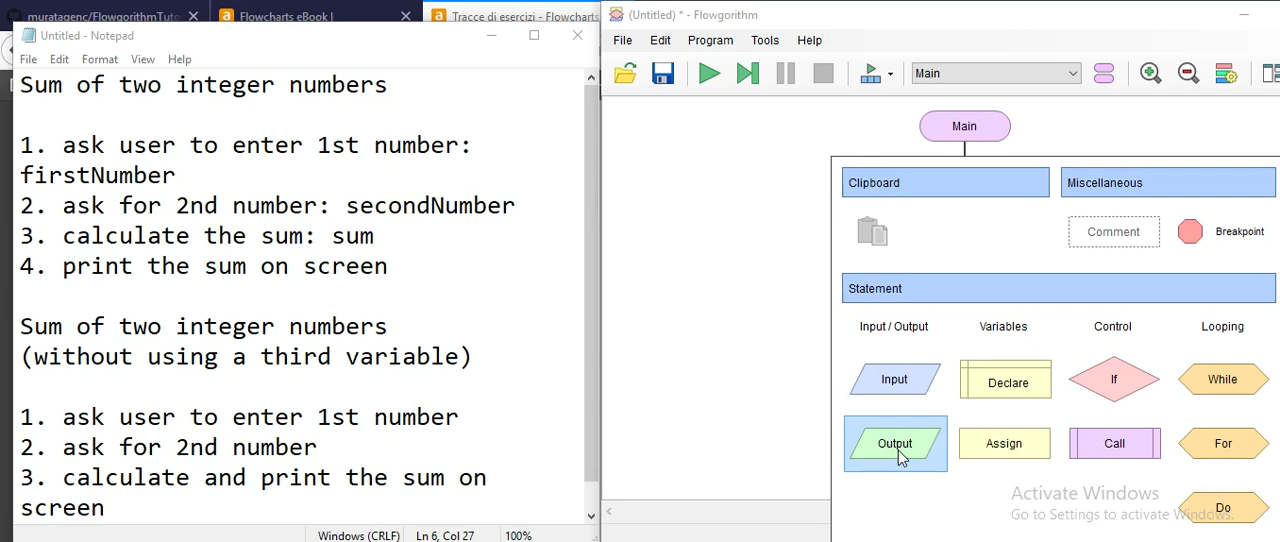 muratagenc/FlowgorithmTuto
Flowcharts eBook |
Tracce di esercizi - Flowcharts
Untitled - Notepad
File Edit Format View Help
Sum of two integer numbers
1. ask user to enter 1st number:
firstNumber
2. ask for 2nd number: secondNumber
3. calculate the sum: sum
4. print the sum on screen
Sum of two integer numbers
(without using a third variable)
1. ask user to enter 1st number
2. ask for 2nd number
3. calculate and print the sum on
screen
Windows (CRLF) Ln 6, Col 27 100%
(Untitled) * - Flowgorithm
File Edit Program Tools Help
Main
Main
Clipboard Miscellaneous
Comment Breakpoint
Statement
Input / Output Variables Control Looping
Input Declare If While
Output Assign Call For
Do
Activate Windows
Go to Settings to activate Windows.